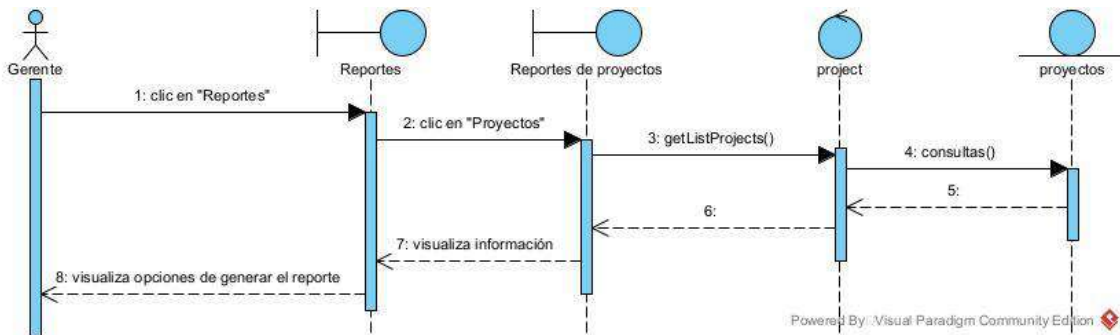 Gerente
Reportes
Reportes de proyectos
project
proyectos
1: clic en "Reportes"
2: clic en "Proyectos"
3: getListProjects()
4: consultas()
5:
6:
7: visualiza información
8: visualiza opciones de generar el reporte
Powered By Visual Paradigm Community Edition